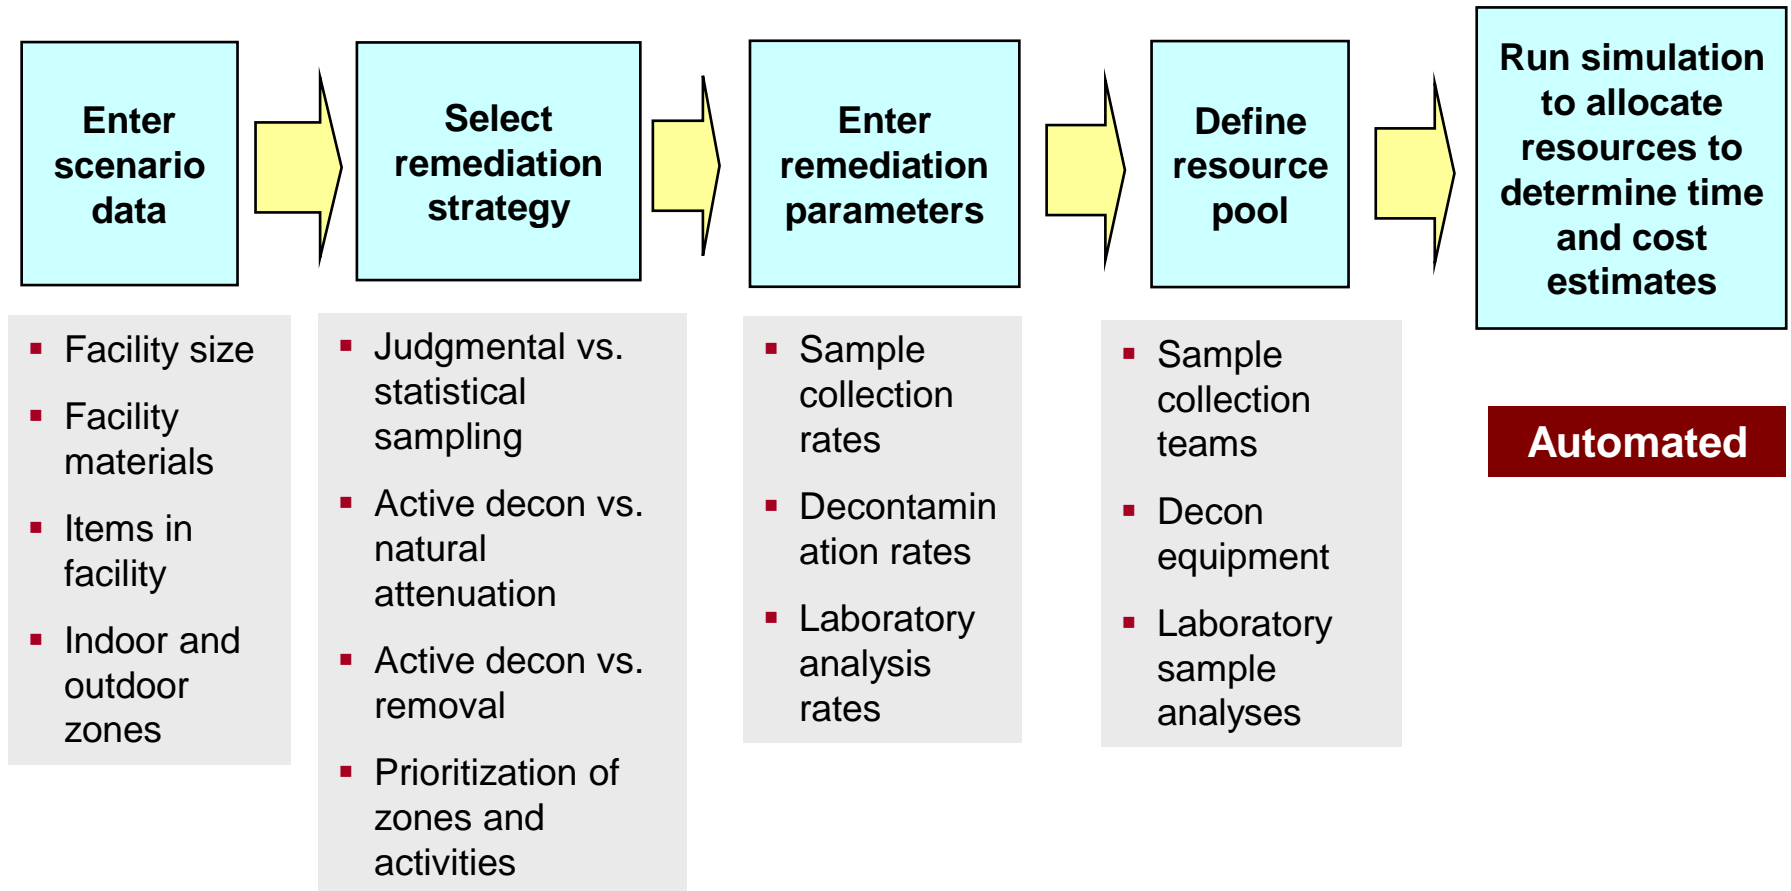 Enter
scenario
data
Select
remediation
strategy
Enter
remediation
parameters
Define
resource
pool
Run simulation
to allocate
resources to
determine time
and cost
estimates
Facility size
Facility
materials
Items in
facility
Indoor and
outdoor
zones
Judgmental vs.
statistical
sampling
Active decon vs.
natural
attenuation
Active decon vs.
removal
Prioritization of
zones and
activities
Sample
collection
rates
Decontamin
ation rates
Laboratory
analysis
rates
Sample
collection
teams
Decon
equipment
Laboratory
sample
analyses
Automated